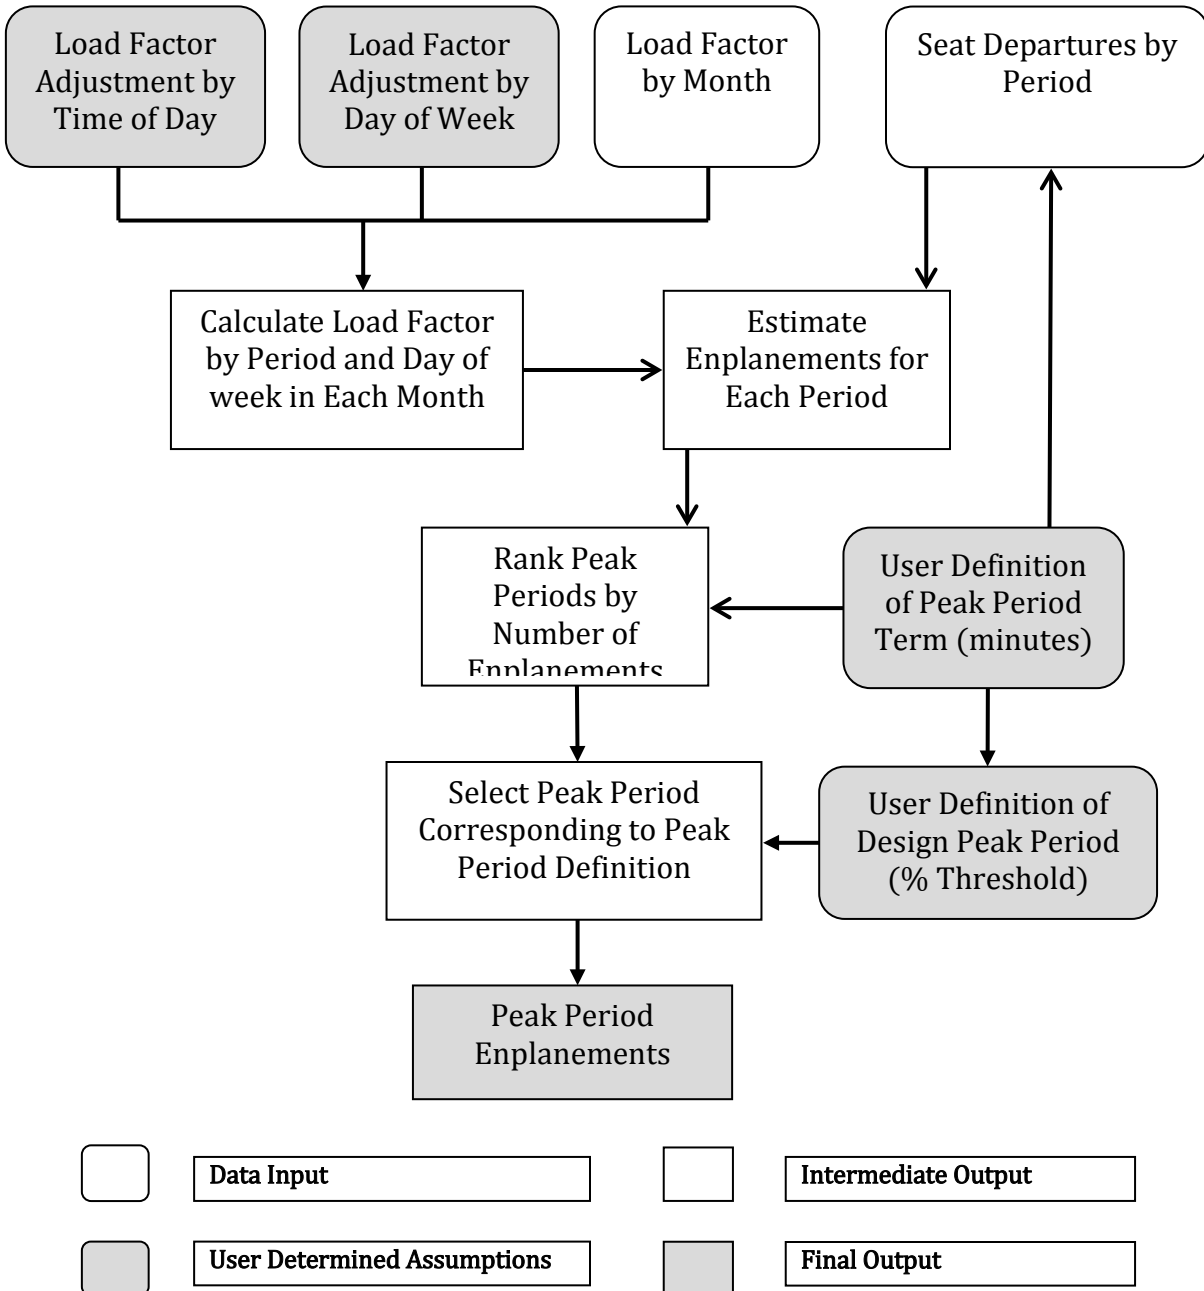 Load Factor
Adjustment by
Time of Day
Load Factor
Adjustment by
Day of Week
Load Factor
by Month
Seat Departures by
Period
Calculate Load Factor
by Period and Day of
week in Each Month
Estimate
Enplanements for
Each Period
Rank Peak
Periods by
Number of
Enplanements
User Definition
of Peak Period
Term (minutes)
Select Peak Period
Corresponding to Peak
Period Definition
User Definition of
Design Peak Period
(% Threshold)
Peak Period
Enplanements
Data Input
Intermediate Output
User Determined Assumptions
Final Output